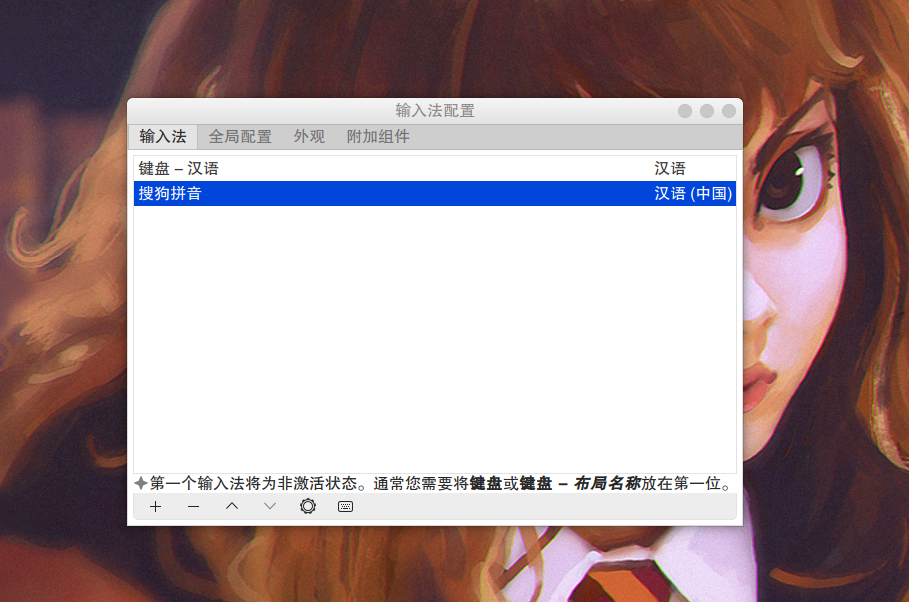 输入法配置
输入法 全局配置 外观 附加组件
键盘 – 汉语 汉语
搜狗拼音 汉语 (中国)
第一个输入法将为非激活状态。通常您需要将键盘或键盘 – 布局名称放在第一位。